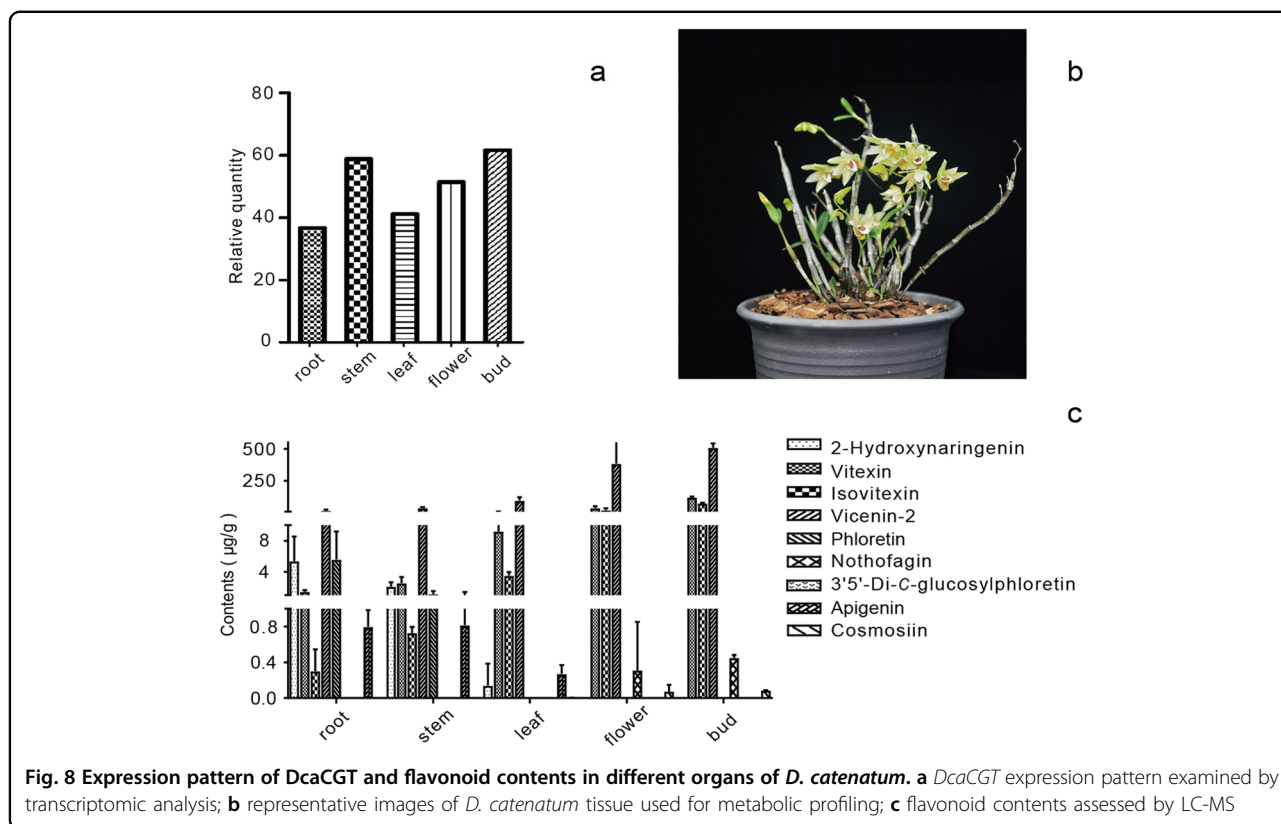 a
80
60
40
20
0
Relative quantity
root
stem
leaf
flower
bud
b
c
500
250
8
4
0.8
0.4
0.0
Contents ( µg/g )
root
stem
leaf
flower
bud
2-Hydroxynaringenin
Vitexin
Isovitexin
Vicenin-2
Phloretin
Nothofagin
3'5'-Di-C-glucosylphloretin
Apigenin
Cosmosiin
Fig. 8 Expression pattern of DcaCGT and flavonoid contents in different organs of D. catenatum. a DcaCGT expression pattern examined by
transcriptomic analysis; b representative images of D. catenatum tissue used for metabolic profiling; c flavonoid contents assessed by LC-MS